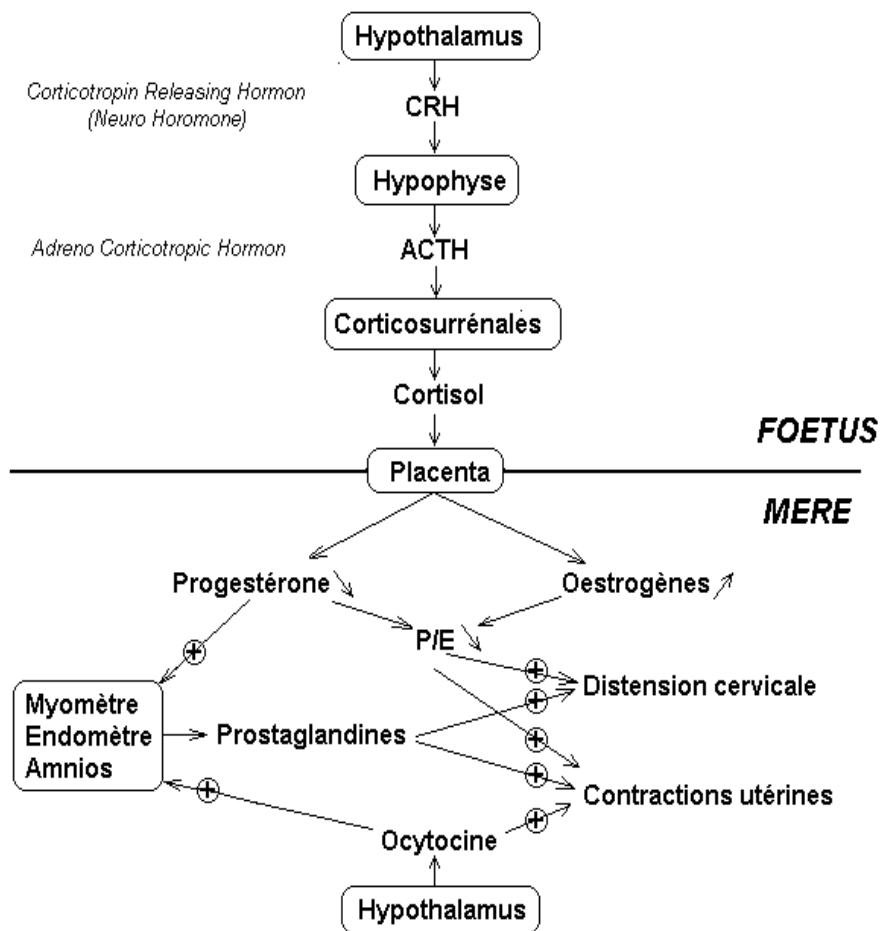 Hypothalamus
Corticotropin Releasing Hormon
(Neuro Horomone)
CRH
Hypophyse
Adreno Corticotropic Hormon
ACTH
Corticosurrénales
Cortisol
FOETUS
Placenta
MERE
Progestérone
Oestrogènes
P/E
+
+
Distension cervicale
Myomètre
Endomètre
Amnios
Prostaglandines
+
+
+
+
Contractions utérines
+
Ocytocine
Hypothalamus